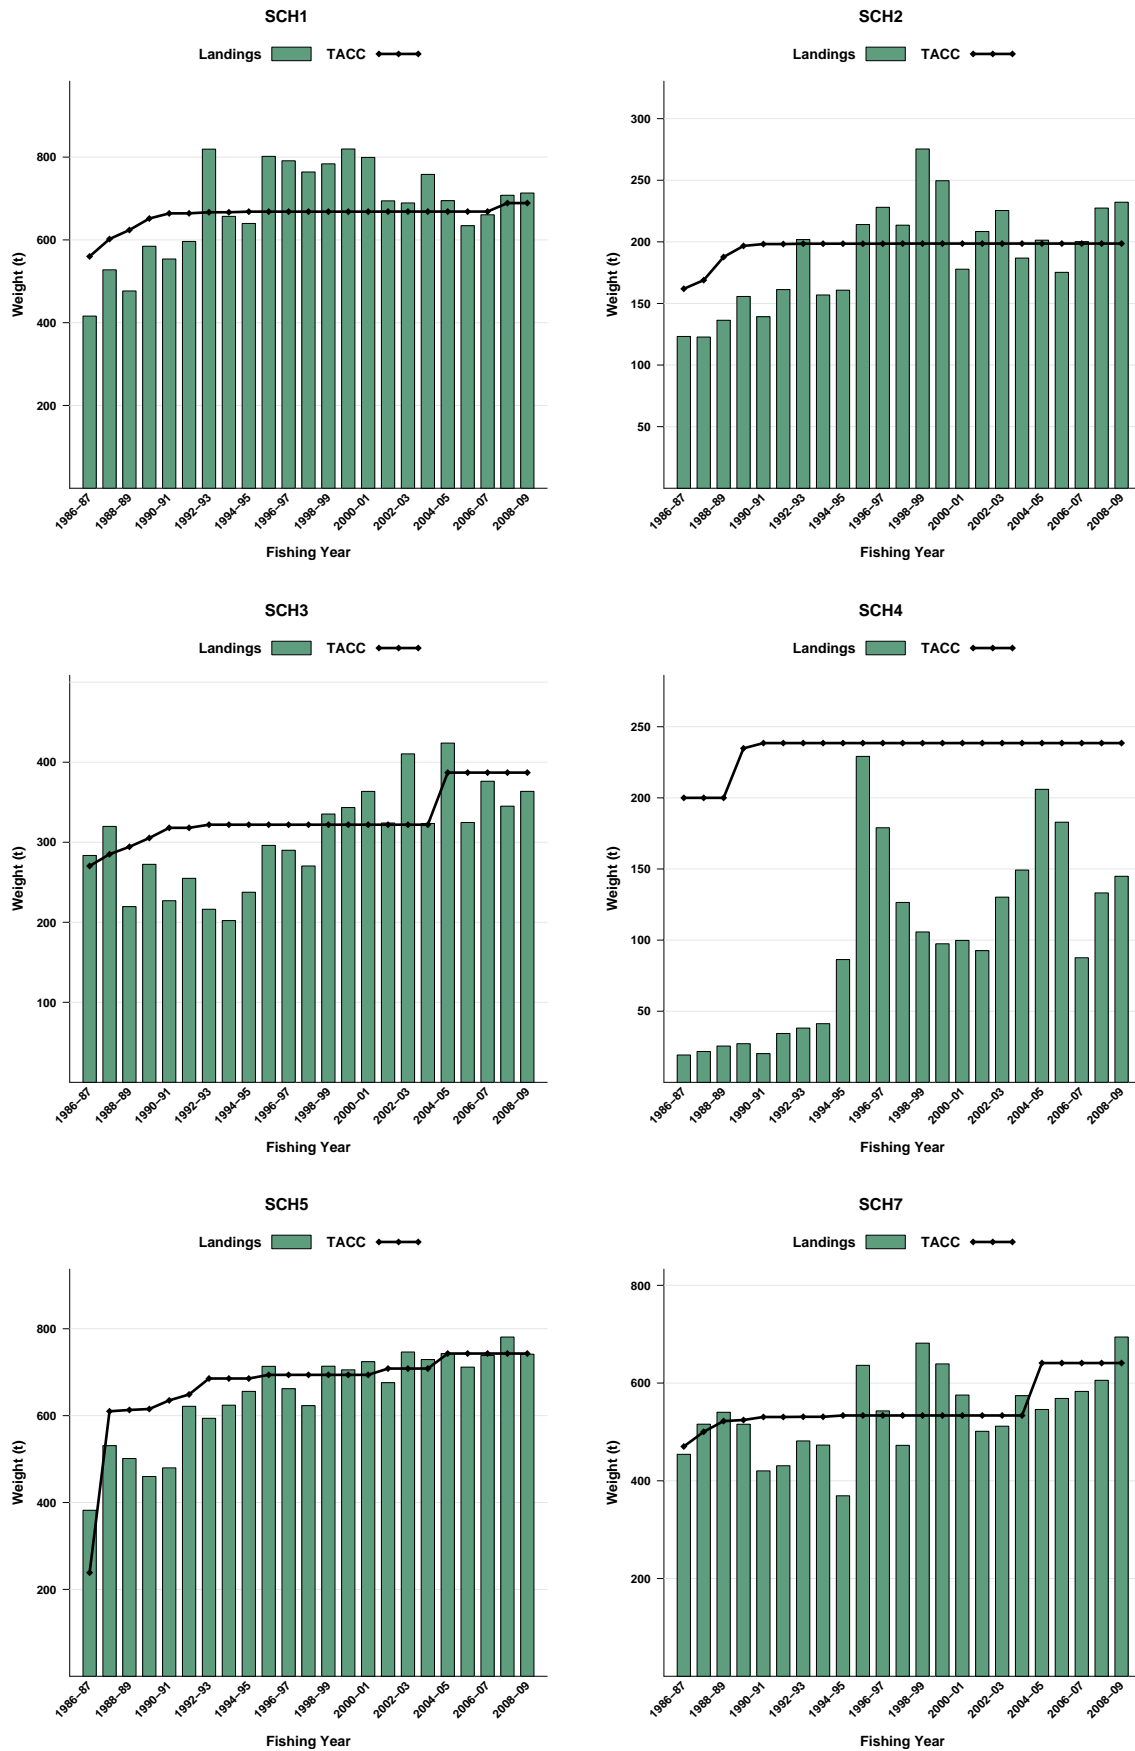 SCH1
Landings TACC
800
600
400
200
Weight (t)
1986–87 1988–89 1990–91 1992–93 1994–95 1996–97 1998–99 2000–01 2002–03 2004–05 2006–07 2008–09
Fishing Year
SCH2
Landings TACC
300
250
200
150
100
50
Weight (t)
1986–87 1988–89 1990–91 1992–93 1994–95 1996–97 1998–99 2000–01 2002–03 2004–05 2006–07 2008–09
Fishing Year
SCH3
Landings TACC
400
300
200
100
Weight (t)
1986–87 1988–89 1990–91 1992–93 1994–95 1996–97 1998–99 2000–01 2002–03 2004–05 2006–07 2008–09
Fishing Year
SCH4
Landings TACC
250
200
150
100
50
Weight (t)
1986–87 1988–89 1990–91 1992–93 1994–95 1996–97 1998–99 2000–01 2002–03 2004–05 2006–07 2008–09
Fishing Year
SCH5
Landings TACC
800
600
400
200
Weight (t)
1986–87 1988–89 1990–91 1992–93 1994–95 1996–97 1998–99 2000–01 2002–03 2004–05 2006–07 2008–09
Fishing Year
SCH7
Landings TACC
800
600
400
200
Weight (t)
1986–87 1988–89 1990–91 1992–93 1994–95 1996–97 1998–99 2000–01 2002–03 2004–05 2006–07 2008–09
Fishing Year